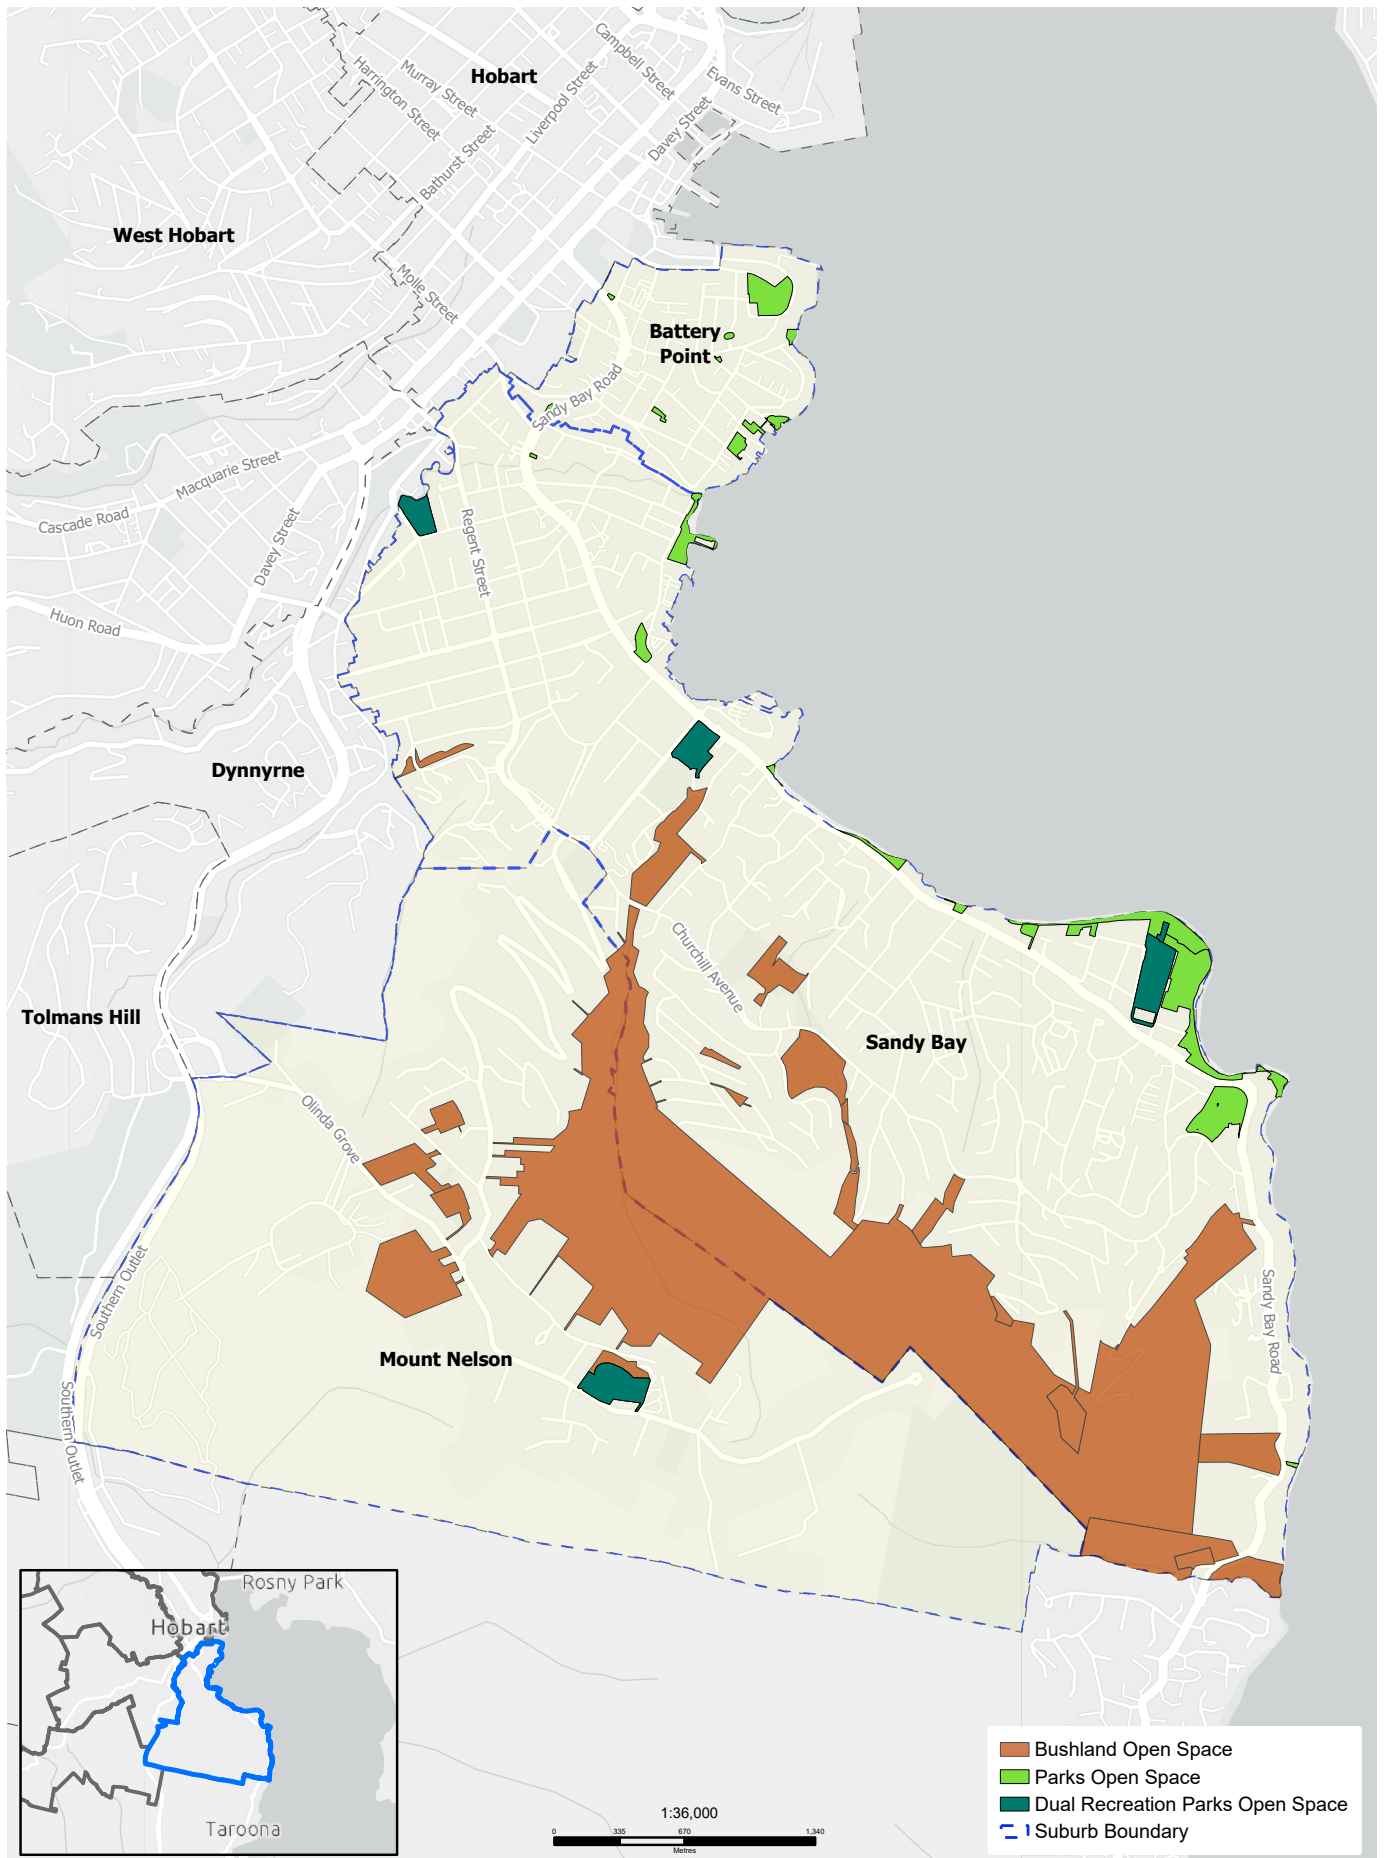 Hobart
Campbell Street
Evans Street
Murray Street
Harrington Street
Liverpool Street
Davey Street
Bathurst Street
West Hobart
Molle Street
Battery
Point
Sandy Bay Road
Macquarie Street
Cascade Road
Davey Street
Regent Street
Huon Road
Dynnyrne
Churchill Avenue
Tolmans Hill
Sandy Bay
Olinda Grove
Southern Outlet
Sandy Bay Road
Mount Nelson
Southern Outlet
Rosny Park
Hobart
Taroona
1:36,000
0 335 670 1,340
Metres
Bushland Open Space
Parks Open Space
Dual Recreation Parks Open Space
Suburb Boundary